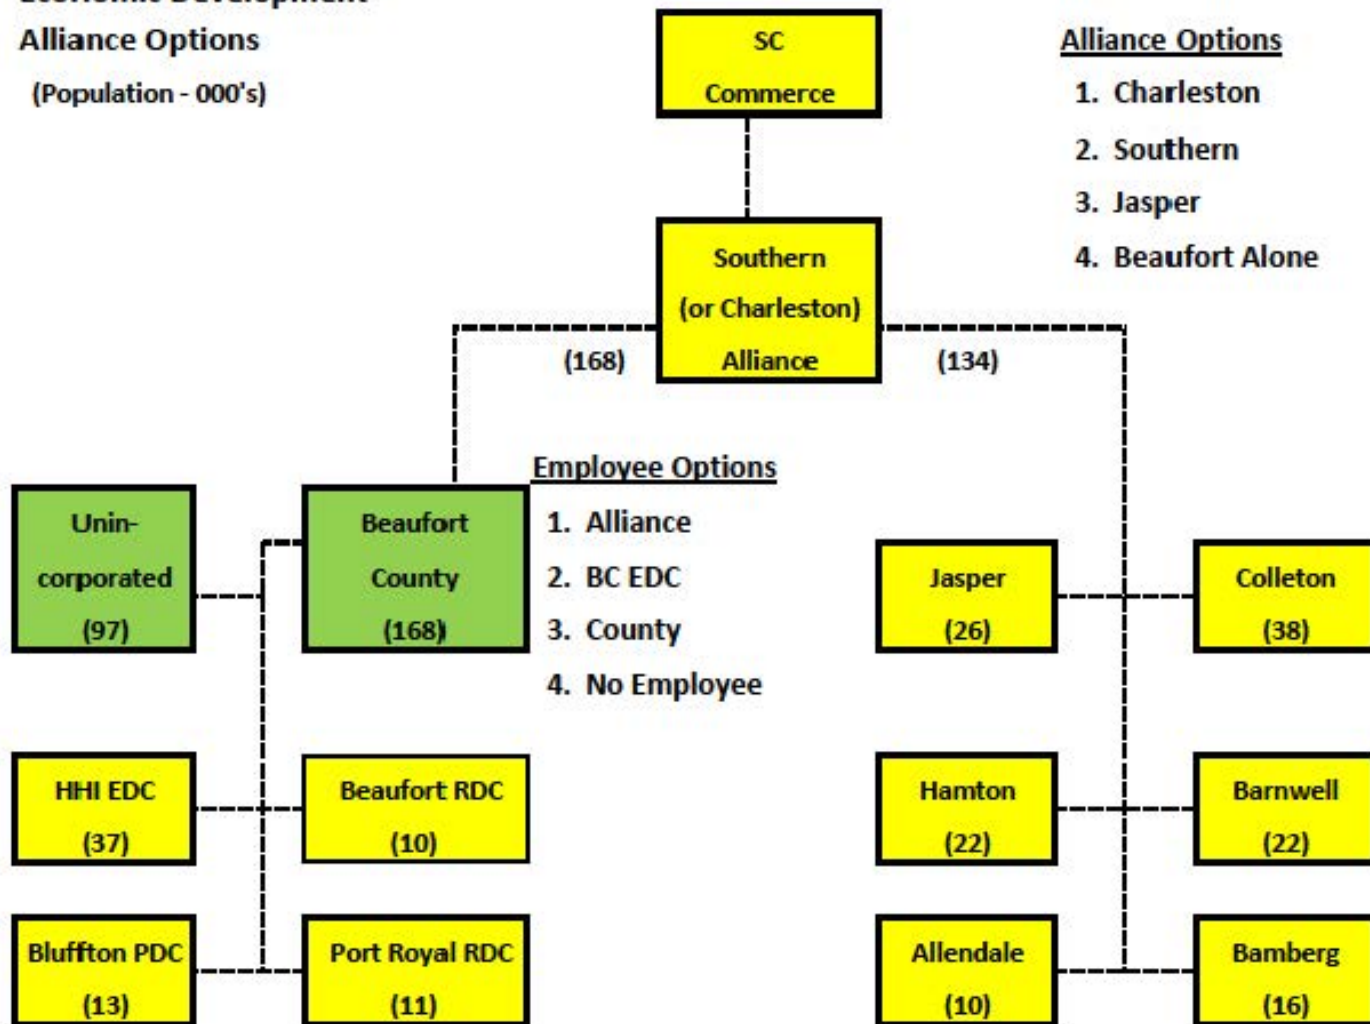 Economic Development
Alliance Options
(Population - 000's)
SC
Commerce
Alliance Options
1. Charleston
2. Southern
3. Jasper
4. Beaufort Alone
Southern
(or Charleston)
Alliance
(168)
(134)
Employee Options
1. Alliance
2. BC EDC
3. County
4. No Employee
Unin-
corporated
(97)
Beaufort
County
(168)
Jasper
(26)
Colleton
(38)
HHI EDC
(37)
Beaufort RDC
(10)
Hamton
(22)
Barnwell
(22)
Bluffton PDC
(13)
Port Royal RDC
(11)
Allendale
(10)
Bamberg
(16)